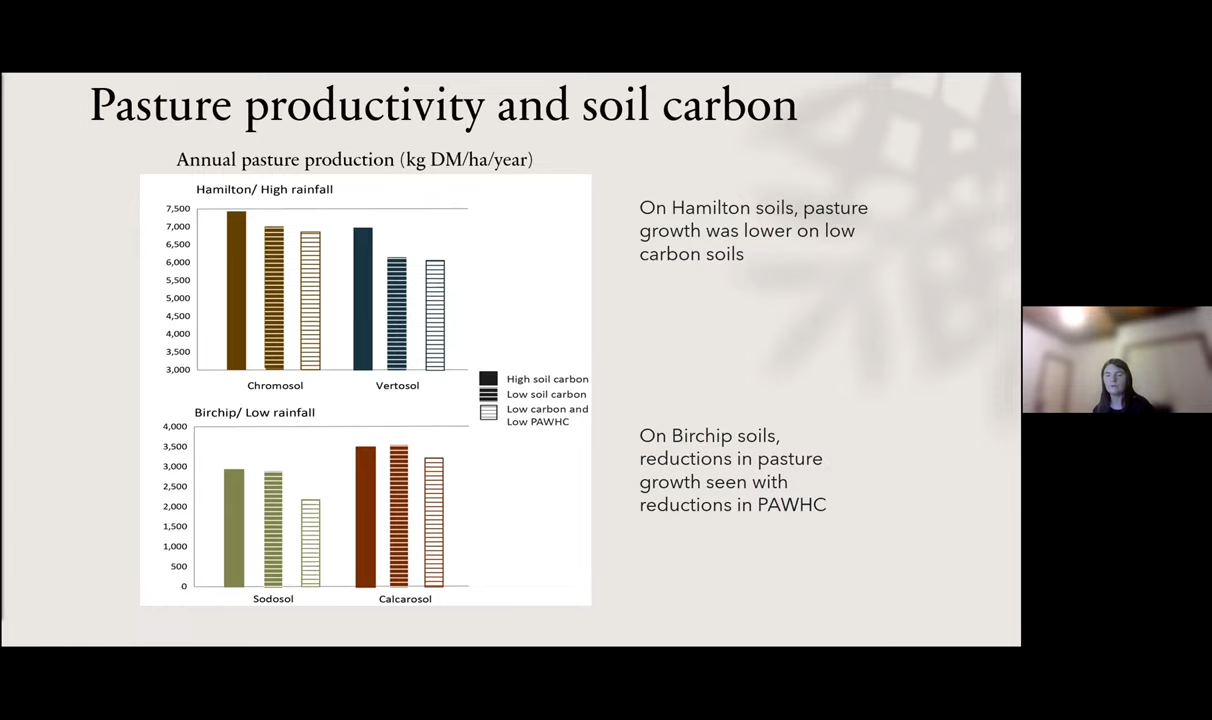 Pasture productivity and soil carbon
Annual pasture production (kg DM/ha/year)
Hamilton/ High rainfall
7,500
7,000
6,500
6,000
5,500
5,000
4,500
4,000
3,500
3,000
Chromosol
Vertosol
High soil carbon
Low soil carbon
Low carbon and
Low PAWHC
Birchip/ Low rainfall
4,000
3,500
3,000
2,500
2,000
1,500
1,000
500
0
Sodosol
Calcarosol
On Hamilton soils, pasture
growth was lower on low
carbon soils
On Birchip soils,
reductions in pasture
growth seen with
reductions in PAWHC